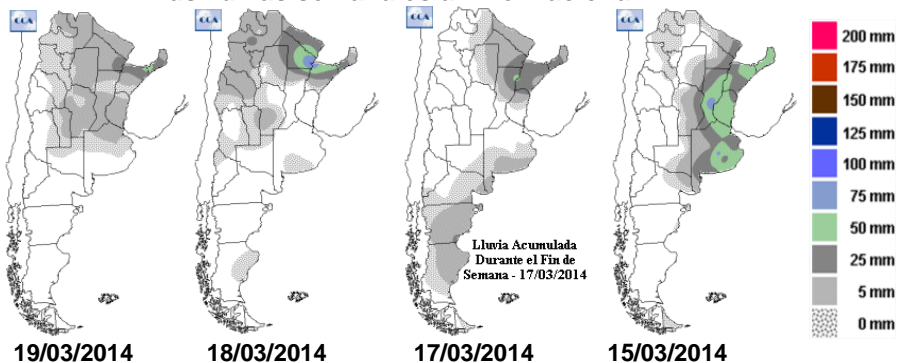 CCA
CCA
CCA
CCA
Lluvia Acumulada
Durante el Fin de
Semana - 17/03/2014
200 mm
175 mm
150 mm
125 mm
100 mm
75 mm
50 mm
25 mm
5 mm
0 mm
19/03/2014
18/03/2014
17/03/2014
15/03/2014